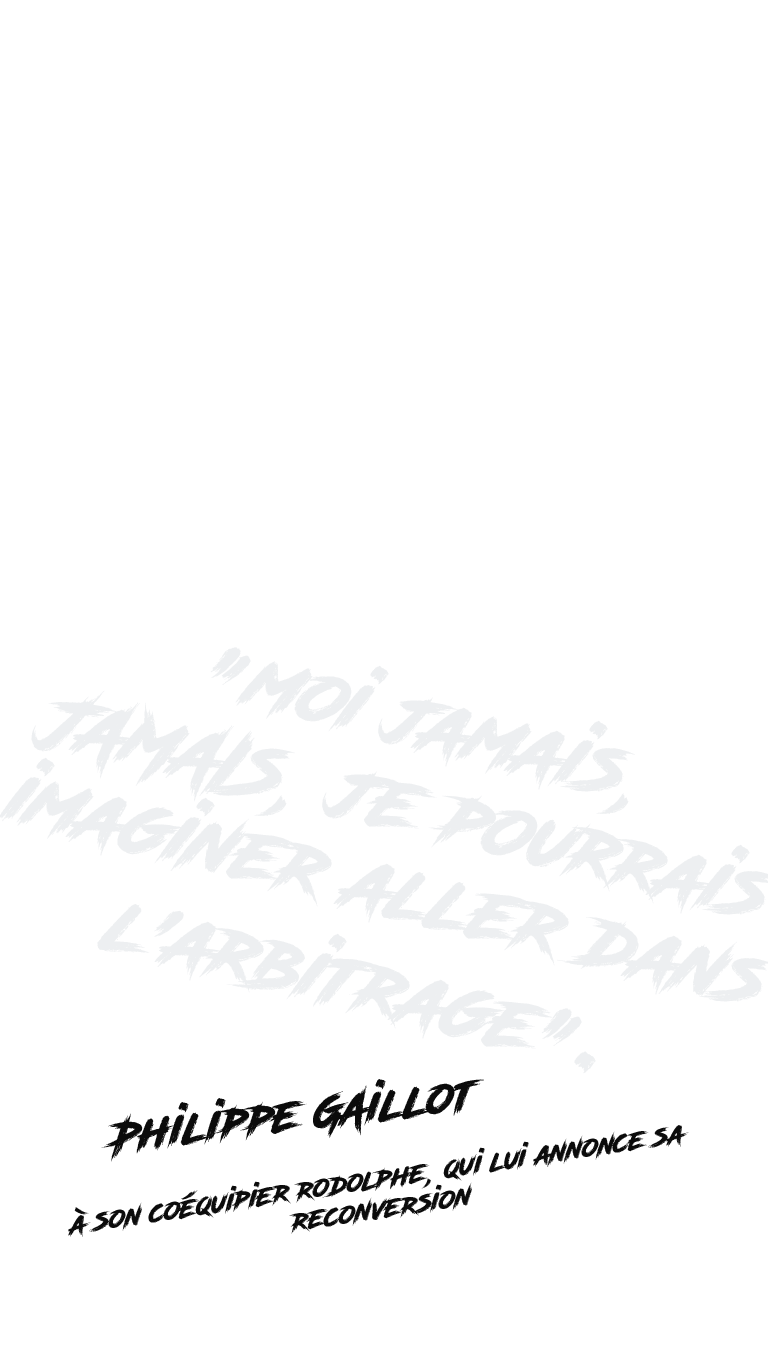 "MOI JAMAIS,
JAMAIS, JE POURRAIS
IMAGINER ALLER DANS
L'ARBITRAGE".
PHILIPPE GAILLOT
À SON COÉQUIPIER RODOLPHE, QUI LUI ANNONCE SA
RECONVERSION